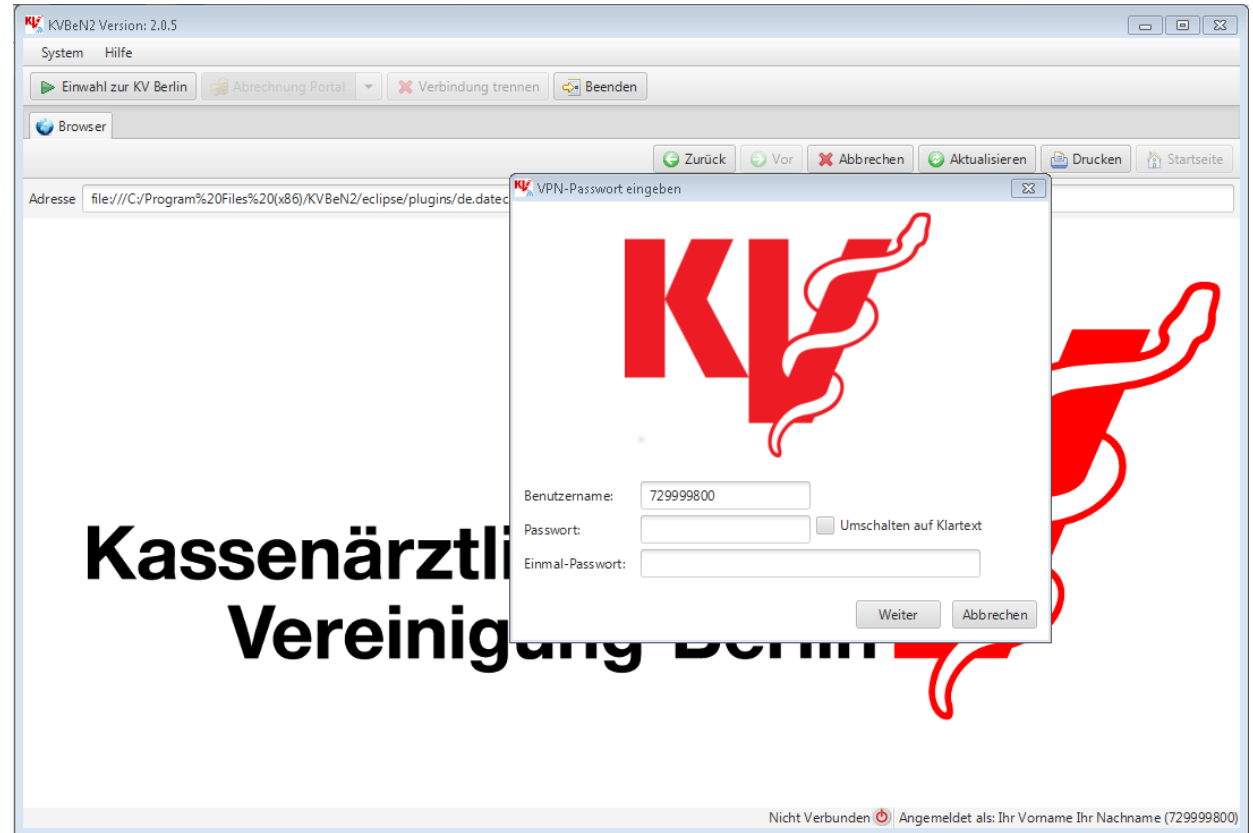 KVBeN2 Version: 2.0.5
System Hilfe
Einwahl zur KV Berlin Abrechnung Portal Verbindung trennen Beenden
Browser
Zurück Vor Abbrechen Aktualisieren Drucken Startseite
Adresse file:///C:/Program%20Files%20(x86)/KVBeN2/eclipse/plugins/de.datec
VPN-Passwort eingeben
KV
Benutzername: 729999800
Passwort: Umschalten auf Klartext
Einmal-Passwort:
Weiter Abbrechen
Kassenärztli
Vereinigung Berlin
Nicht Verbunden Angemeldet als: Ihr Vorname Ihr Nachname (729999800)